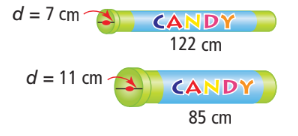 d = 7 cm
CANDY
122 cm
d = 11 cm
CANDY
85 cm